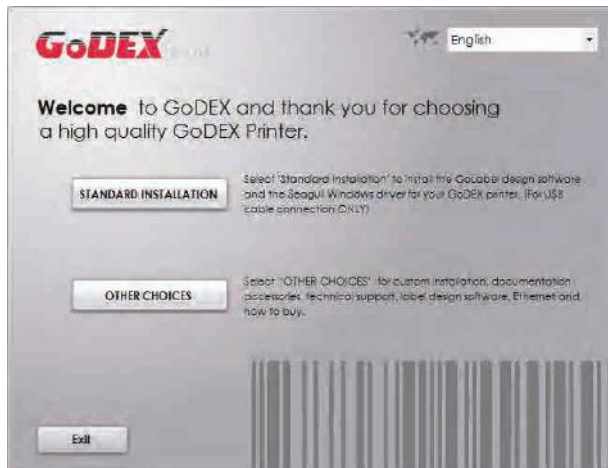 GoDEX
English
Welcome to GoDEX and thank you for choosing
a high quality GoDEX Printer.
STANDARD INSTALLATION
Select "Standard Installation" to install the GoLabel design software
and the Seagull Windows driver for your GoDEX printer. (For USB
cable connection ONLY)
OTHER CHOICES
Select "OTHER CHOICES" for custom installation, documentation
accessories, technical support, label design software, Ethernet and
how to buy.
Exit